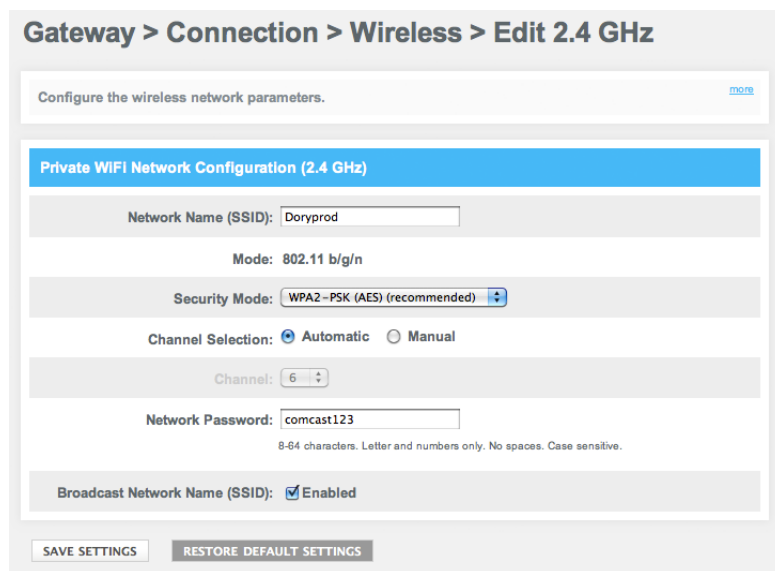 Gateway > Connection > Wireless > Edit 2.4 GHz
Configure the wireless network parameters.
more
Private WiFi Network Configuration (2.4 GHz)
Network Name (SSID): Doryprod
Mode: 802.11 b/g/n
Security Mode: WPA2-PSK (AES) (recommended)
Channel Selection: Automatic Manual
Channel: 6
Network Password: comcast123
8-64 characters. Letter and numbers only. No spaces. Case sensitive.
Broadcast Network Name (SSID): Enabled
SAVE SETTINGS RESTORE DEFAULT SETTINGS